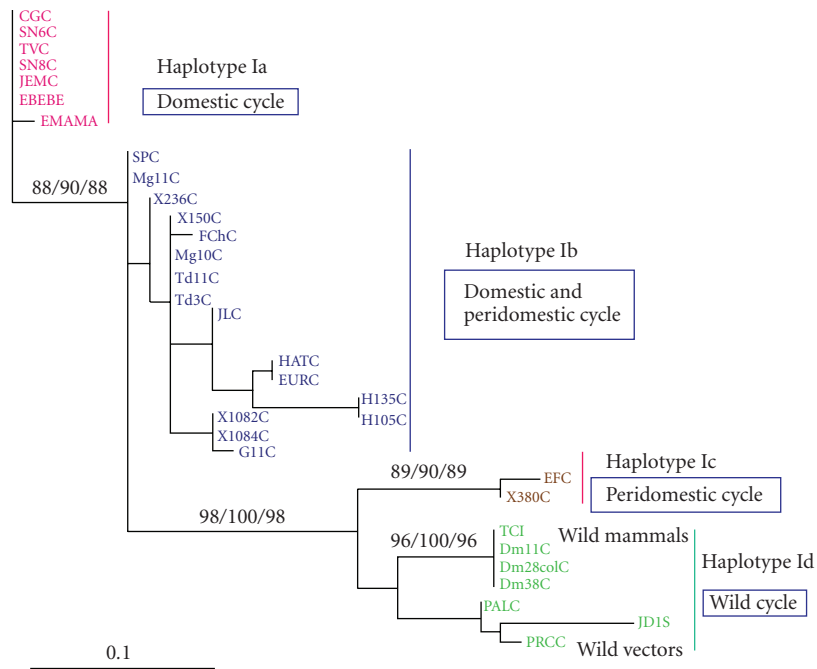 CGC
SN6C
TVC
SN8C
JEMC
EBEBE
EMAMA
Haplotype Ia
Domestic cycle
88/90/88
SPC
Mg11C
X236C
X150C
FChC
Mg10C
Td11C
Td3C
JLC
HATC
EURC
H135C
H105C
X1082C
X1084C
G11C
Haplotype Ib
Domestic and
peridomestic cycle
98/100/98
89/90/89
EFC
X380C
Haplotype Ic
Peridomestic cycle
96/100/96
TCI
Wild mammals
Dm11C
Dm28colC
Dm38C
Haplotype Id
Wild cycle
PALC
JD1S
PRCC
Wild vectors
0.1